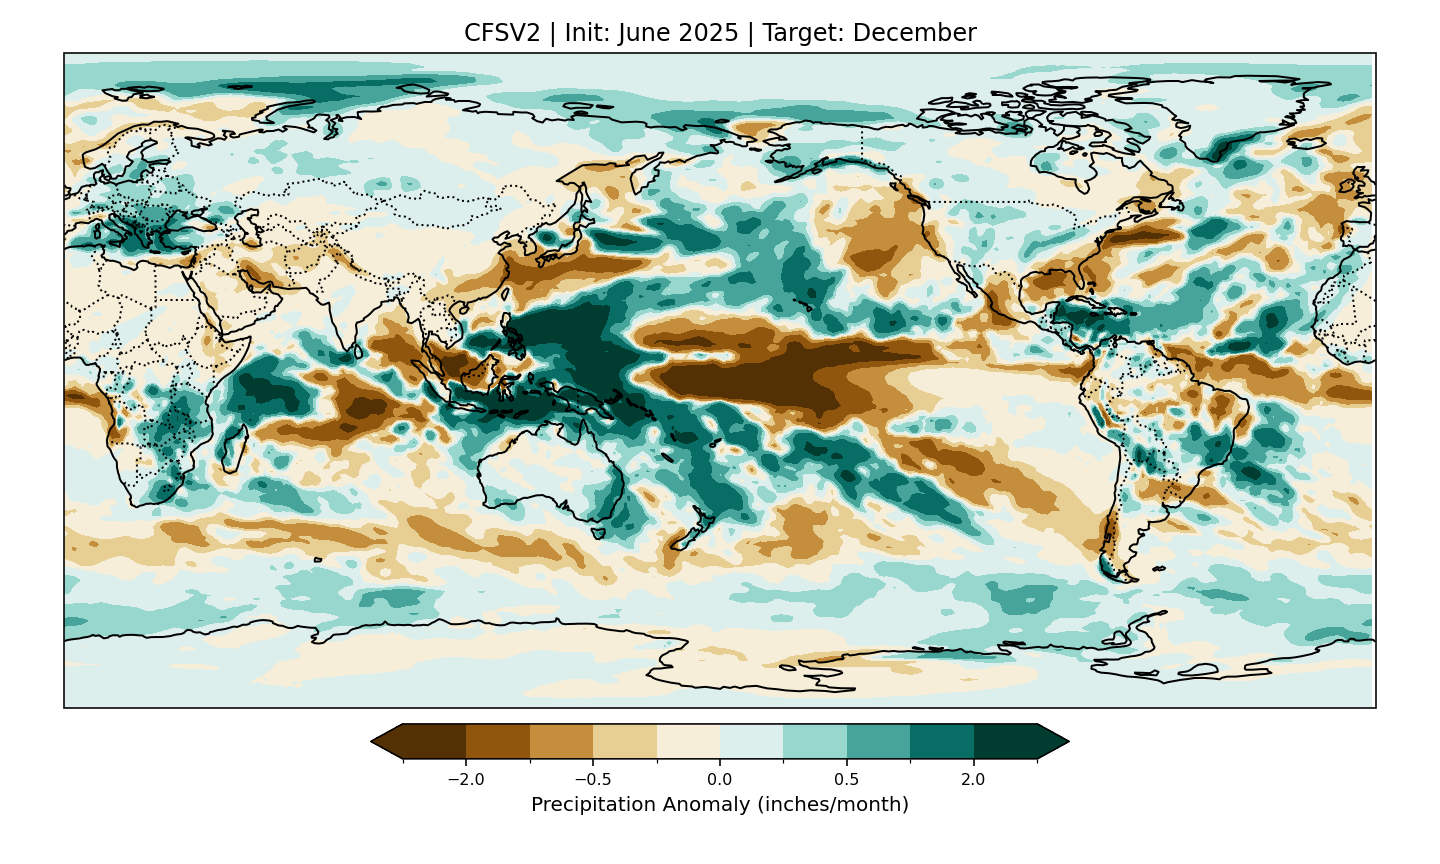 CFSV2 | Init: June 2025 | Target: December
−2.0 −0.5 0.0 0.5 2.0
Precipitation Anomaly (inches/month)